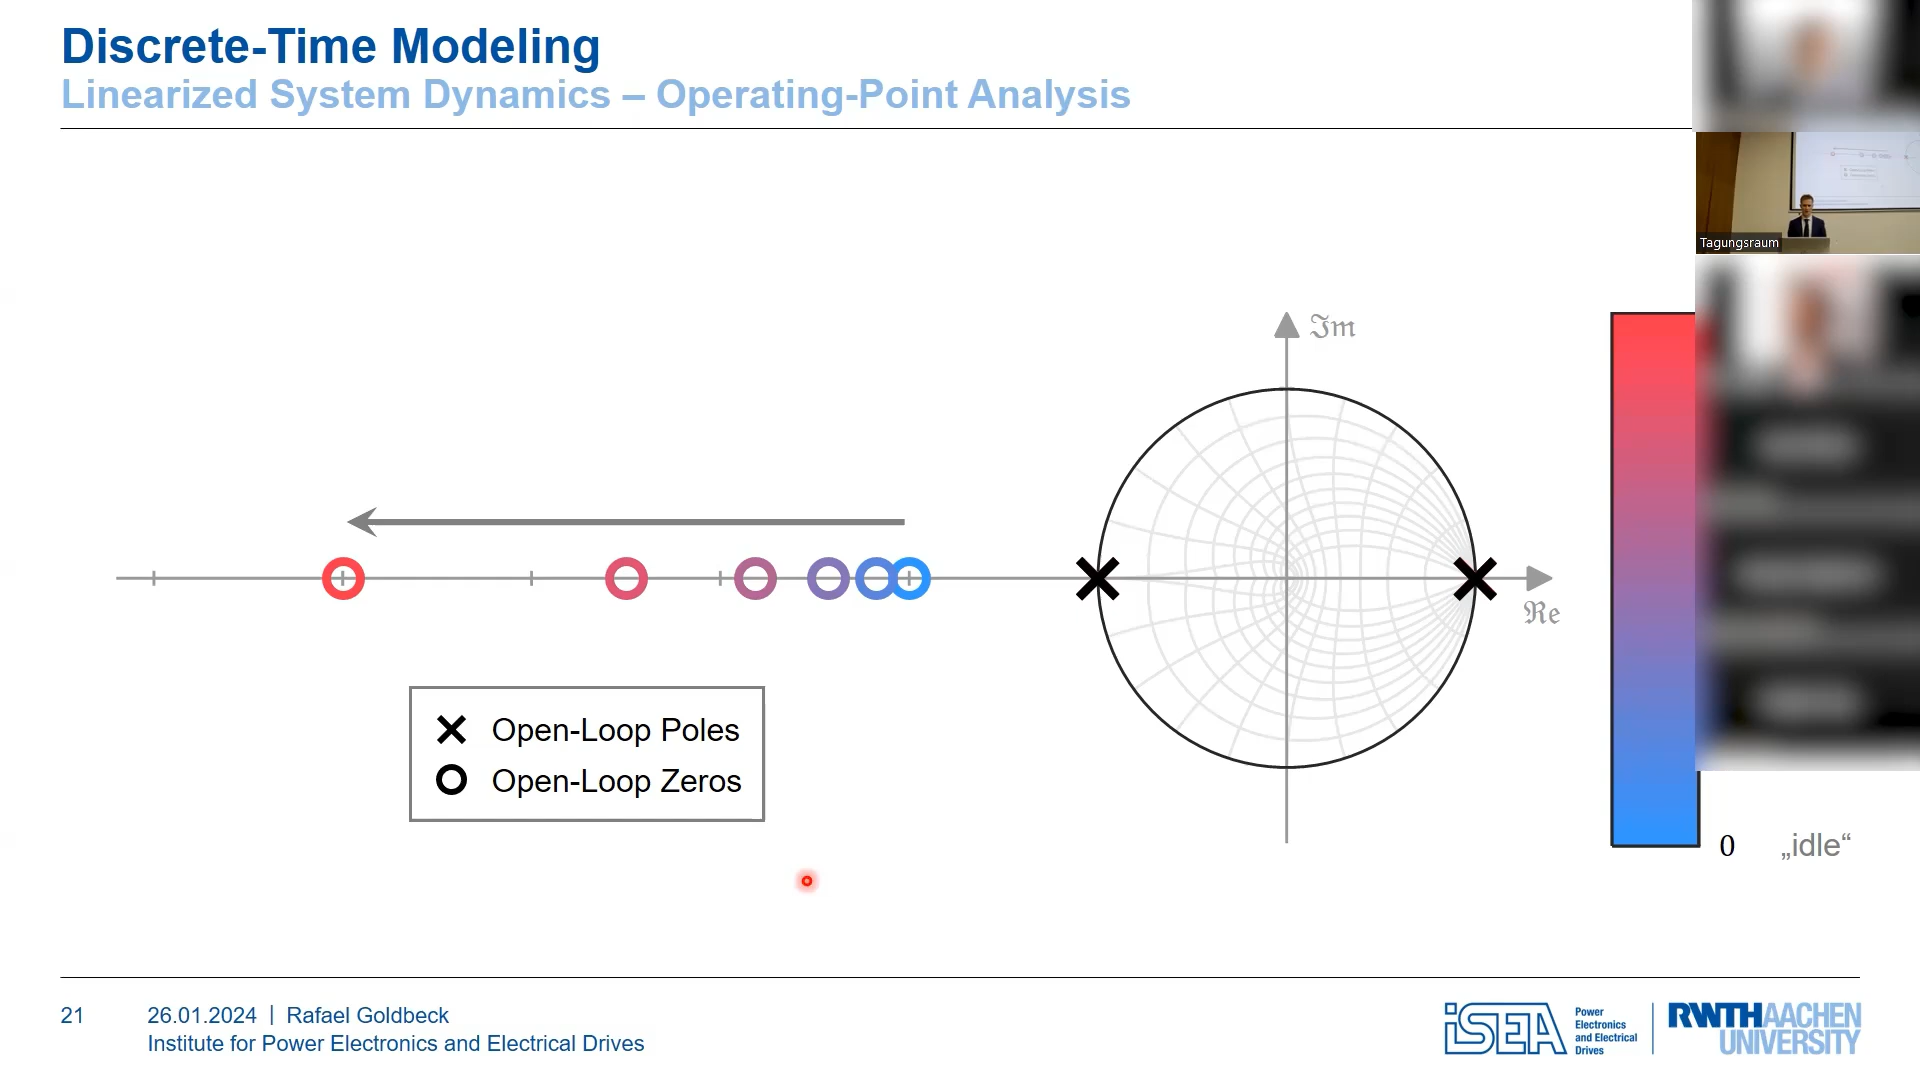 Discrete-Time Modeling
Linearized System Dynamics – Operating-Point Analysis
Tagungsraum
ℑm
ℜe
Open-Loop Poles
Open-Loop Zeros
0 „idle“
21 26.01.2024 | Rafael Goldbeck
Institute for Power Electronics and Electrical Drives
iSEA
Power
Electronics
and Electrical
Drives
RWTHAACHEN
UNIVERSITY